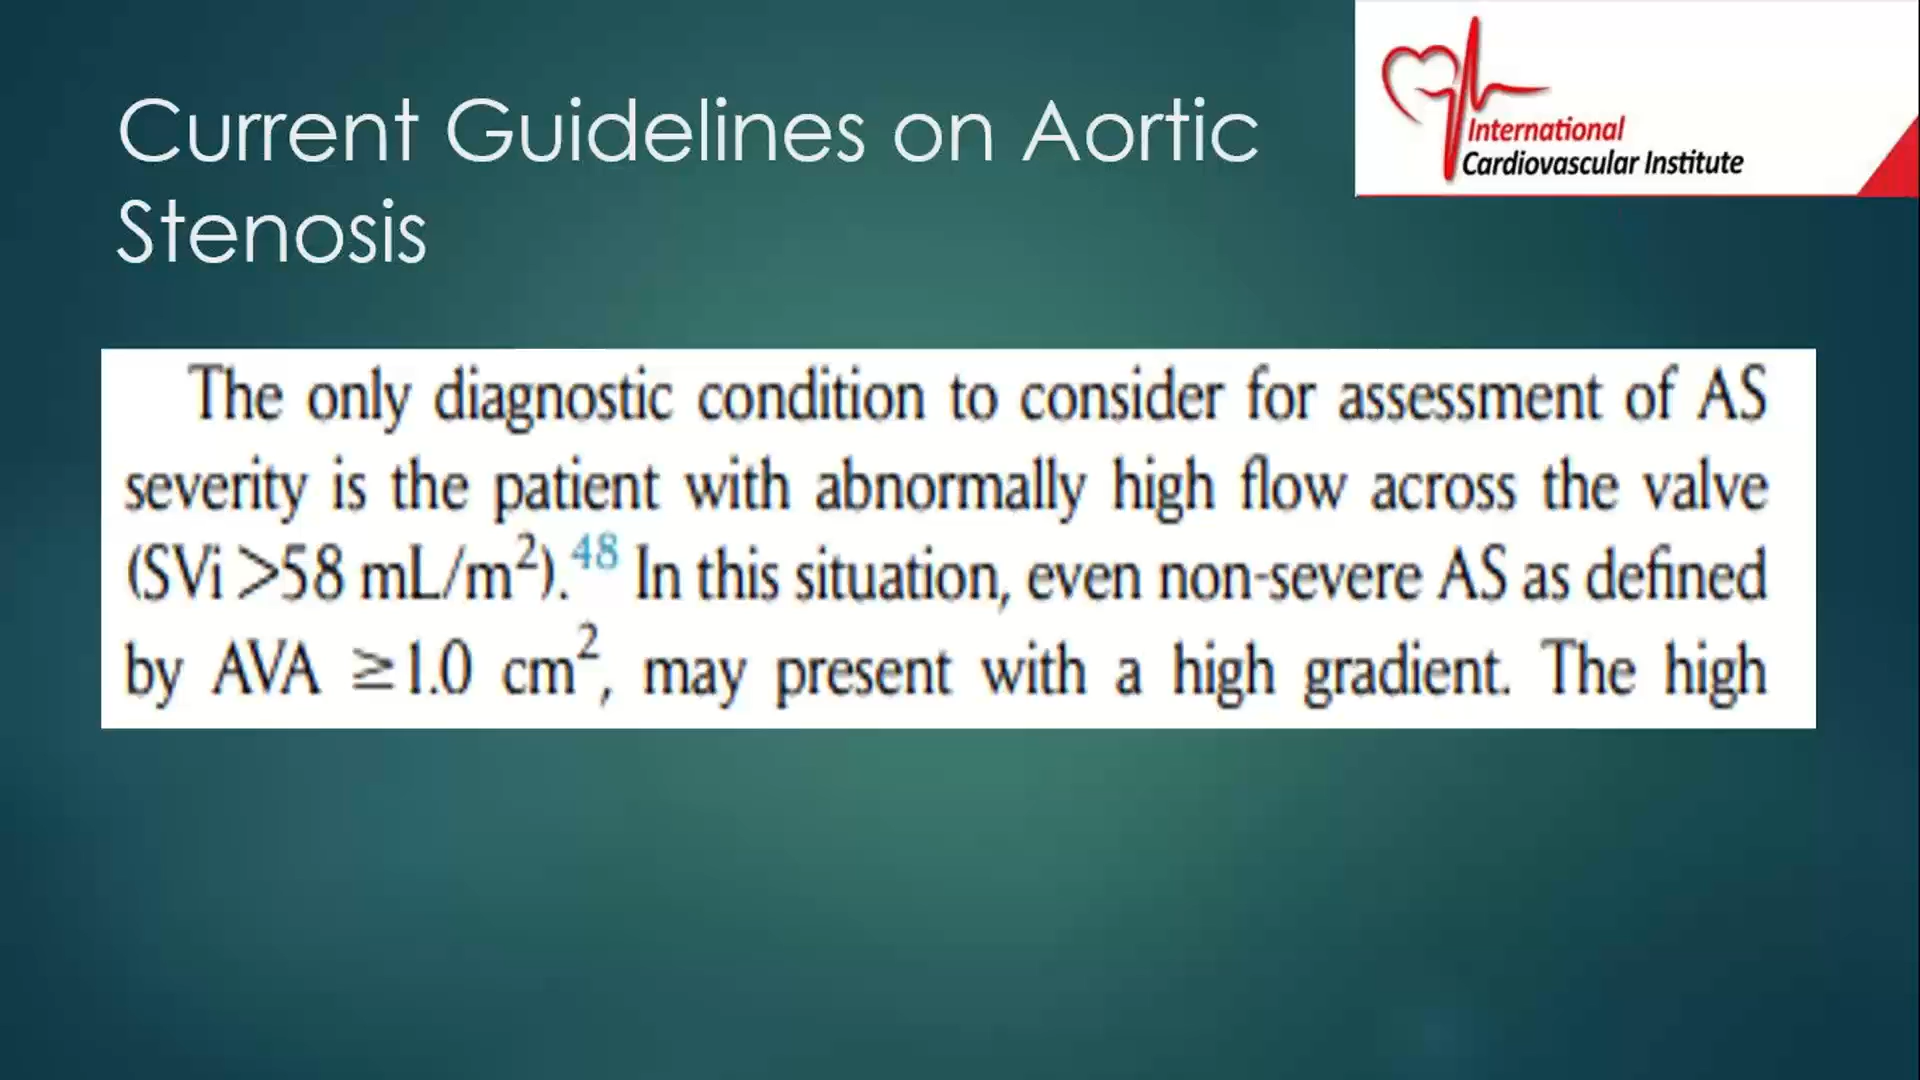 Current Guidelines on Aortic
Stenosis
International
Cardiovascular Institute
The only diagnostic condition to consider for assessment of AS
severity is the patient with abnormally high flow across the valve
(SVi >58 mL/m²).⁴⁸ In this situation, even non-severe AS as defined
by AVA ≥1.0 cm², may present with a high gradient. The high